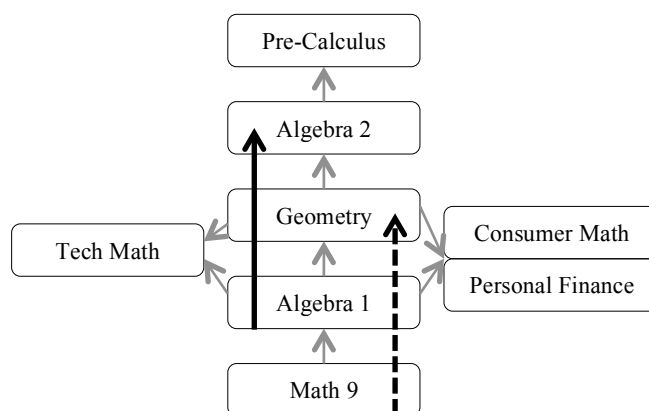 Pre-Calculus
Algebra 2
Geometry
Tech Math
Consumer Math
Personal Finance
Algebra 1
Math 9